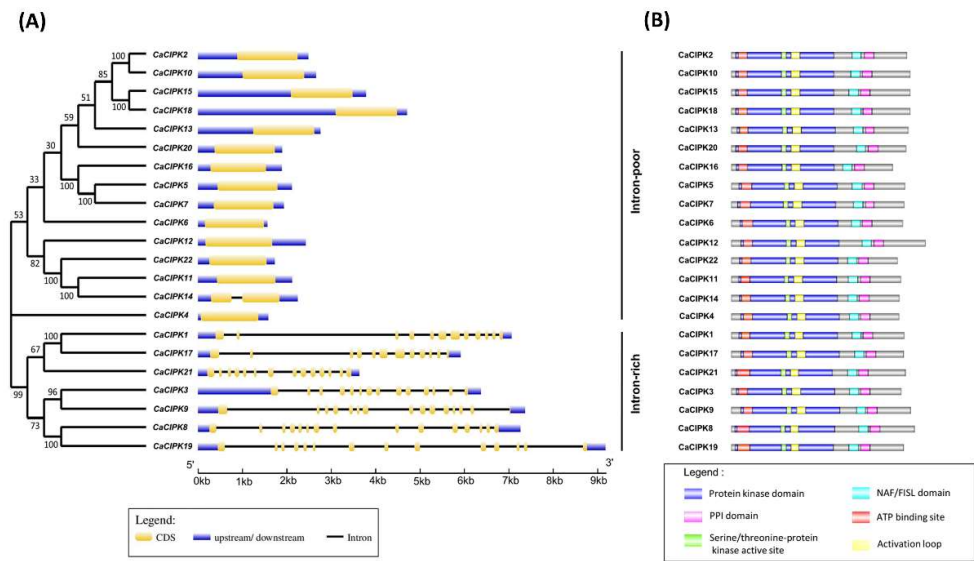 (A)
(B)
CaCIPK2
CaCIPK10
CaCIPK15
CaCIPK18
CaCIPK13
CaCIPK20
CaCIPK16
CaCIPK5
CaCIPK7
CaCIPK6
CaCIPK12
CaCIPK22
CaCIPK11
CaCIPK14
CaCIPK4
CaCIPK1
CaCIPK17
CaCIPK21
CaCIPK3
CaCIPK9
CaCIPK8
CaCIPK19
100
85
100
51
59
30
100
100
33
53
82
100
100
100
67
99
96
73
100
Intron-poor
Intron-rich
5'
3'
0kb 1kb 2kb 3kb 4kb 5kb 6kb 7kb 8kb 9kb
Legend:
CDS upstream/ downstream Intron
CaCIPK2
CaCIPK10
CaCIPK15
CaCIPK18
CaCIPK13
CaCIPK20
CaCIPK16
CaCIPK5
CaCIPK7
CaCIPK6
CaCIPK12
CaCIPK22
CaCIPK11
CaCIPK14
CaCIPK4
CaCIPK1
CaCIPK17
CaCIPK21
CaCIPK3
CaCIPK9
CaCIPK8
CaCIPK19
Legend :
Protein kinase domain
NAF/FISL domain
PPI domain
ATP binding site
Serine/threonine-protein
kinase active site
Activation loop